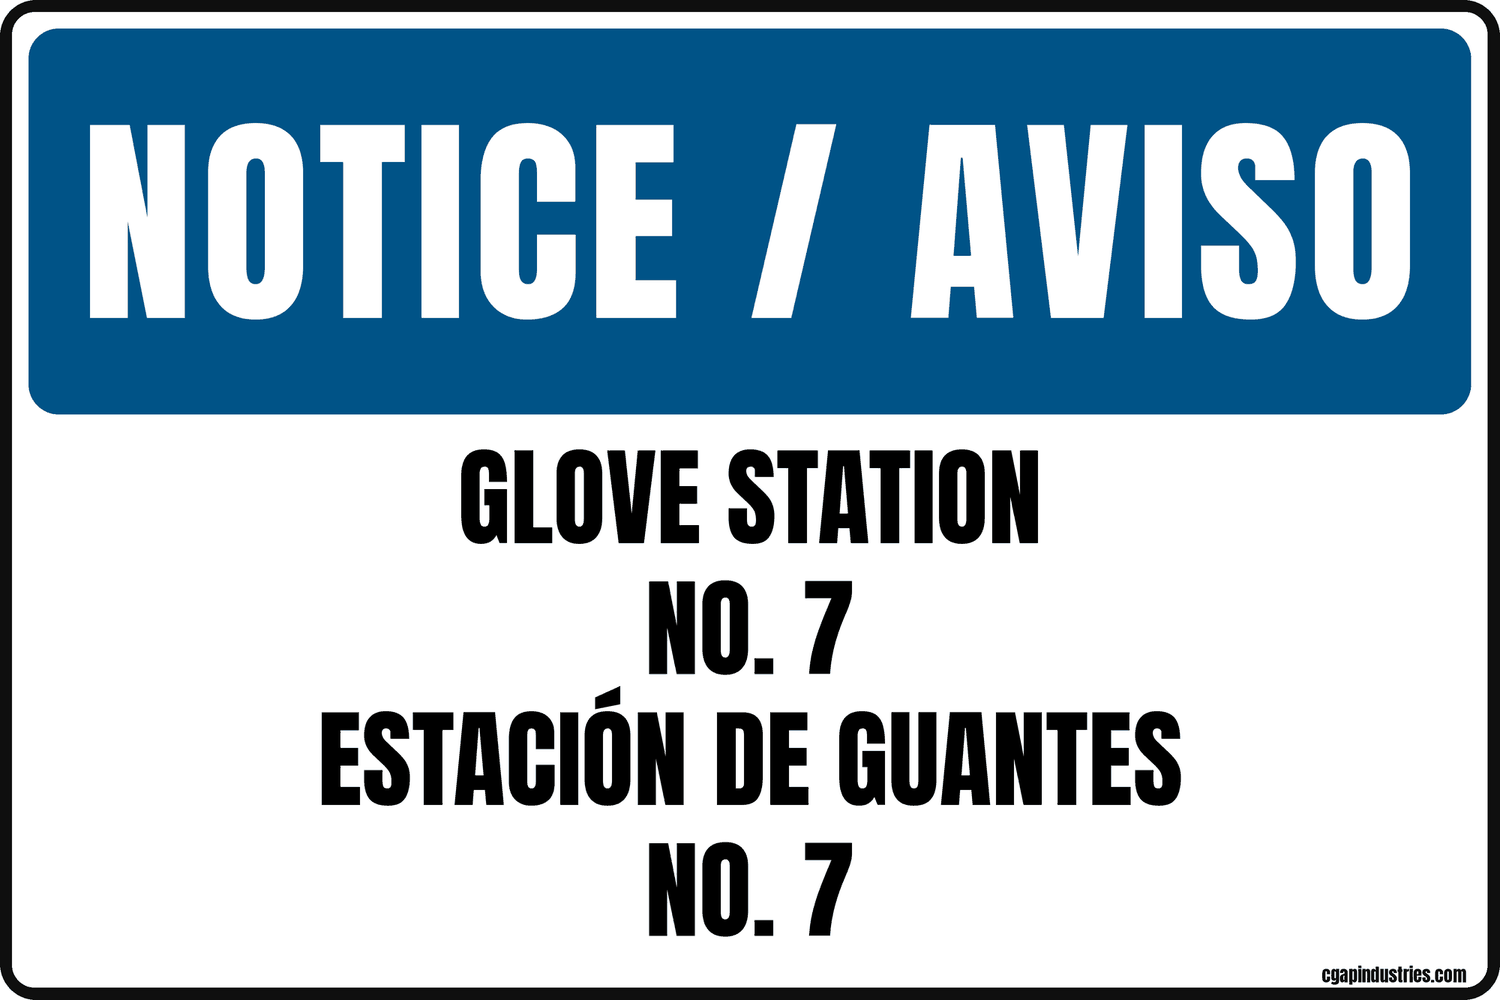 NOTICE / AVISO
GLOVE STATION
NO. 7
ESTACIÓN DE GUANTES
NO. 7
cgapindustries.com